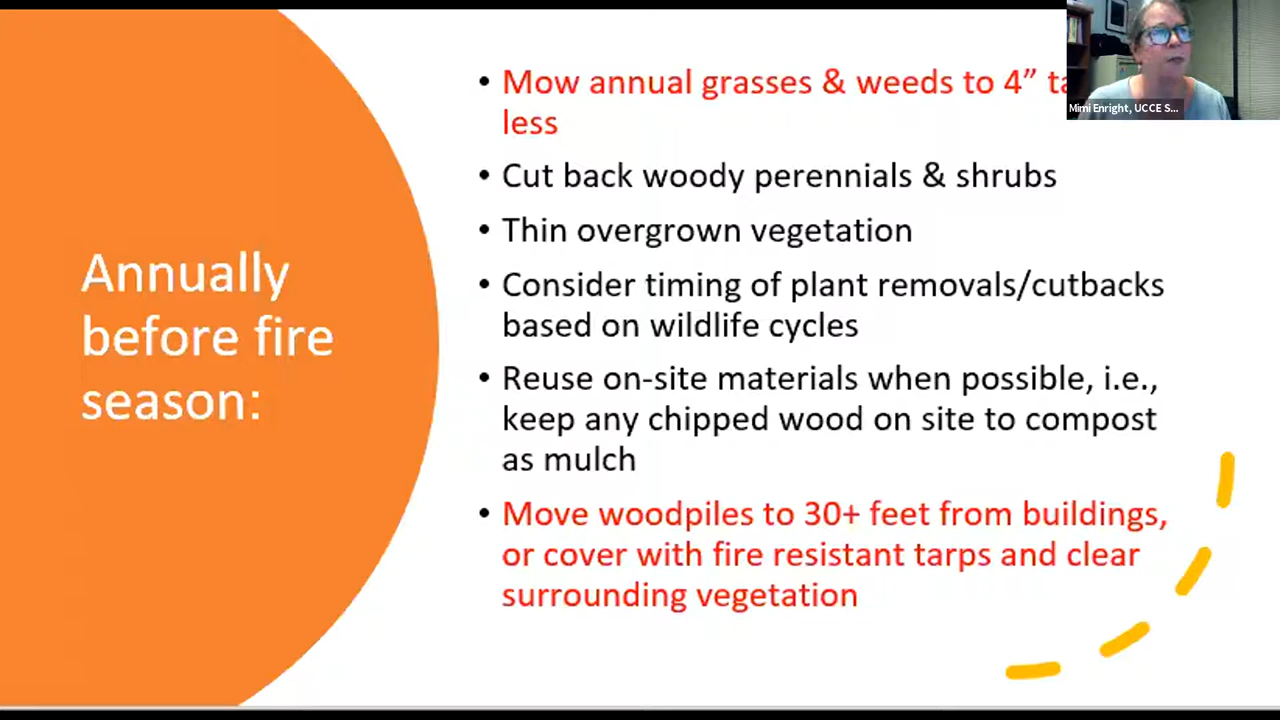 Annually
before fire
season:
• Mow annual grasses & weeds to 4”
less
• Cut back woody perennials & shrubs
• Thin overgrown vegetation
• Consider timing of plant removals/cutbacks
based on wildlife cycles
• Reuse on-site materials when possible, i.e.,
keep any chipped wood on site to compost
as mulch
• Move woodpiles to 30+ feet from buildings,
or cover with fire resistant tarps and clear
surrounding vegetation
Mimi Enright, UCCE S...